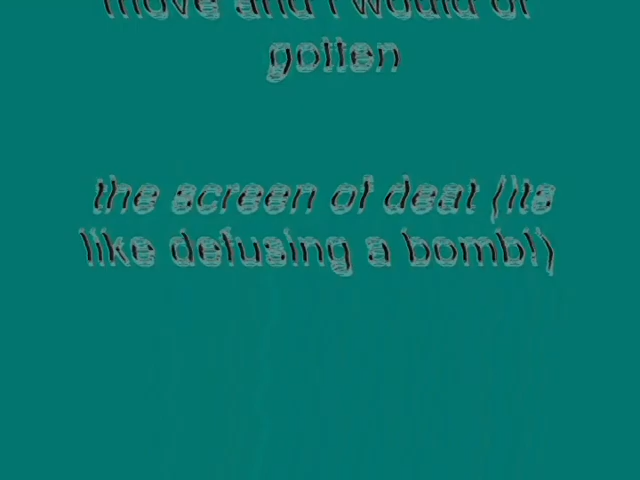 move and i would of
gotten
the screen of deat (its
like defusing a bomb!)